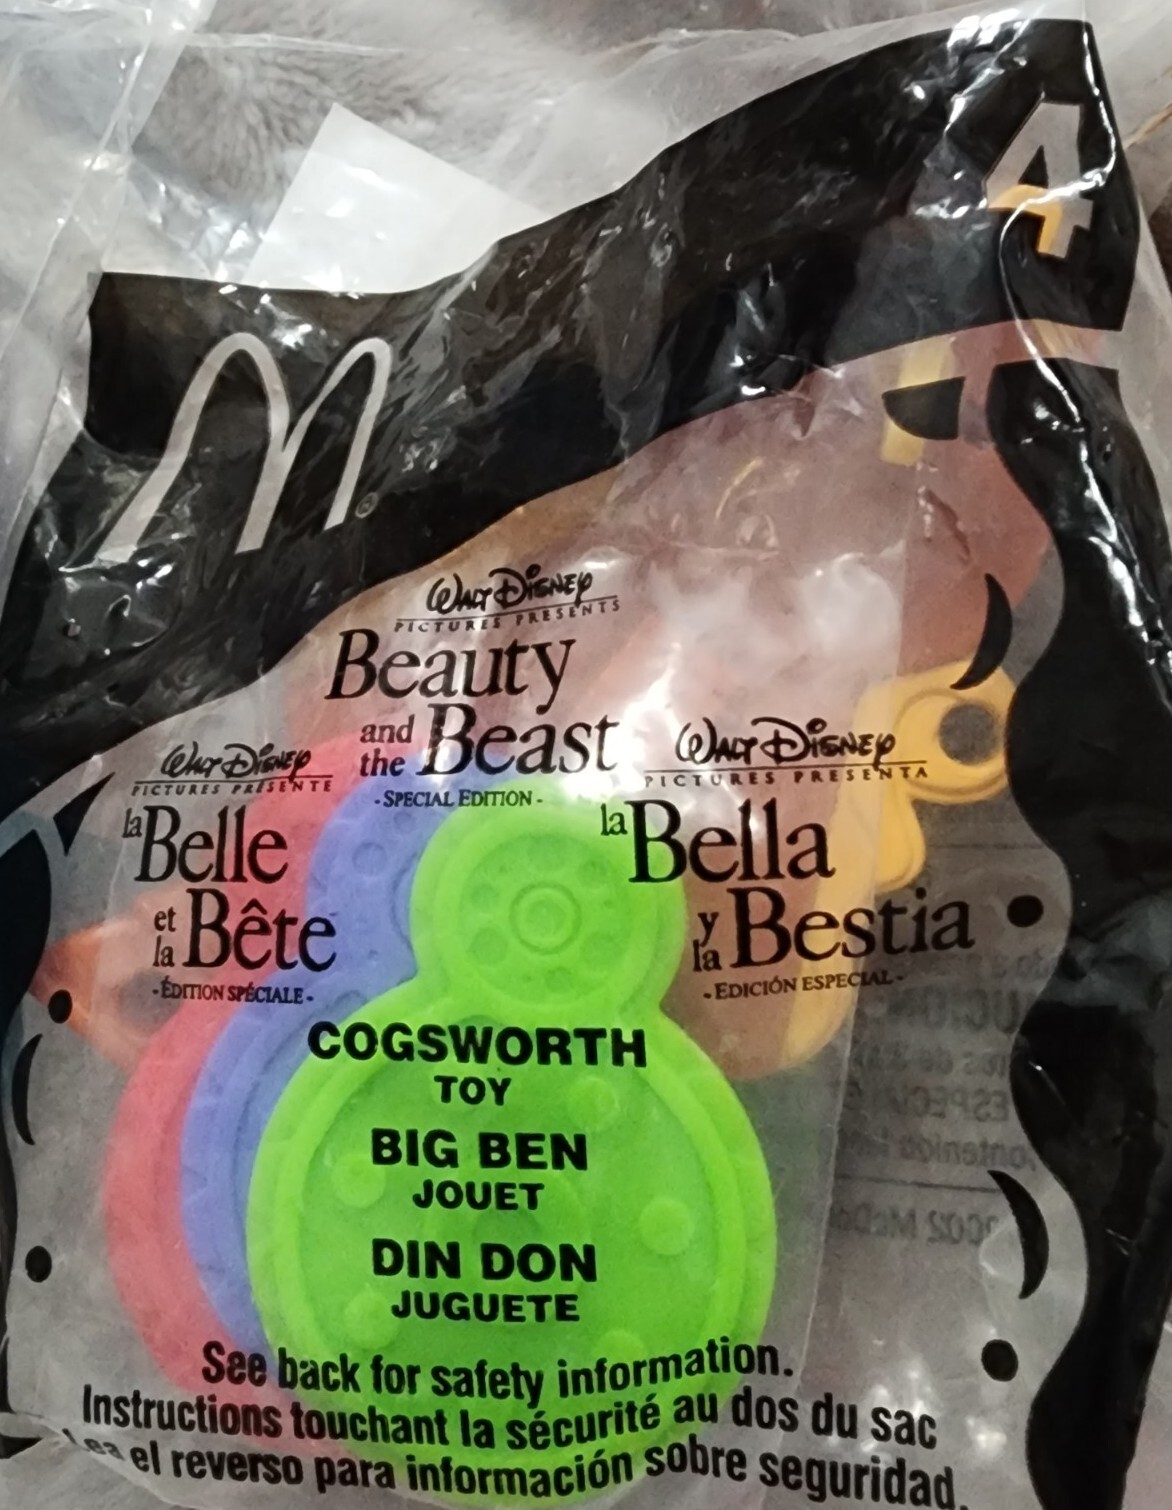 4
M
Walt Disney
PICTURES PRESENTS
Beauty
and the Beast
- SPECIAL EDITION -
Walt Disney
PICTURES PRÉSENTE
la Belle
et la Bête
- ÉDITION SPÉCIALE -
Walt Disney
PICTURES PRESENTA
la Bella
y la Bestia
- EDICIÓN ESPECIAL -
COGSWORTH
TOY
BIG BEN
JOUET
DIN DON
JUGUETE
See back for safety information.
Instructions touchant la sécurité au dos du sac
Lea el reverso para información sobre seguridad.